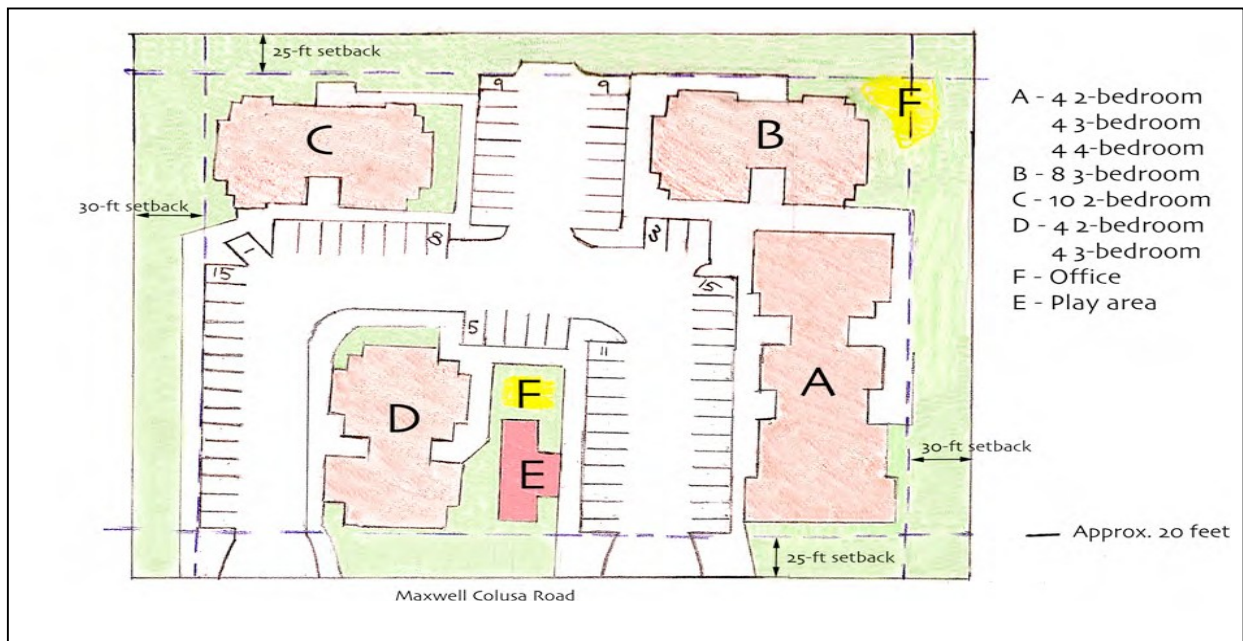 25-ft setback
9
9
F
A - 4 2-bedroom
4 3-bedroom
4 4-bedroom
B - 8 3-bedroom
C - 10 2-bedroom
D - 4 2-bedroom
4 3-bedroom
F - Office
E - Play area
C
B
30-ft setback
1
8
3
15
15
5
11
F
D
A
E
30-ft setback
Approx. 20 feet
25-ft setback
Maxwell Colusa Road